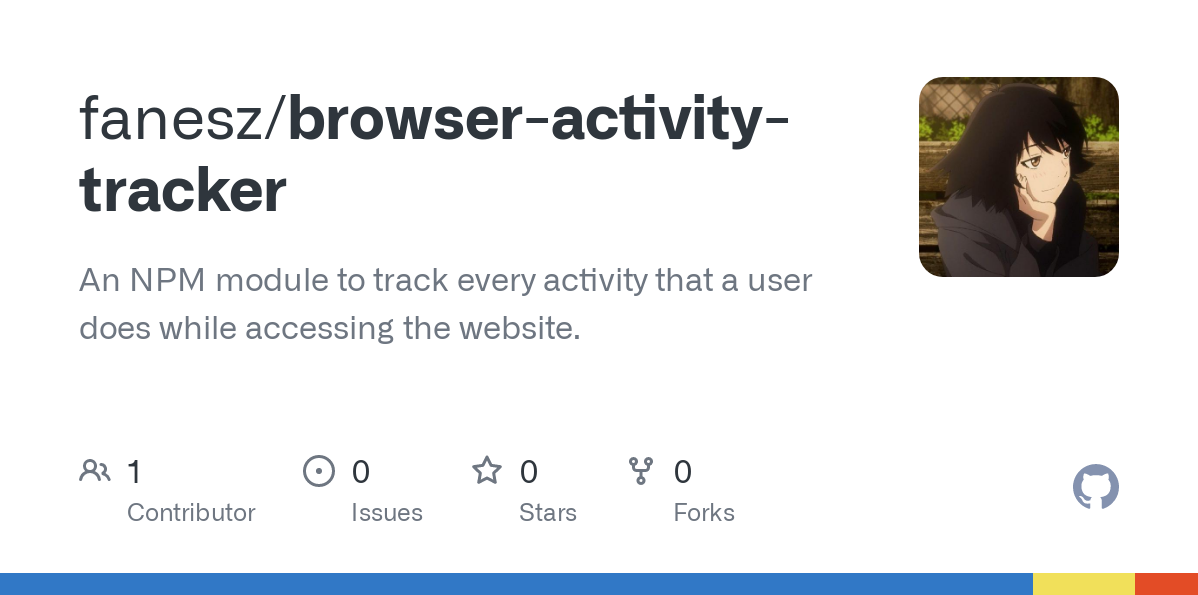 fanesz/browser-activity-
tracker
An NPM module to track every activity that a user
does while accessing the website.
1
Contributor
0
Issues
0
Stars
0
Forks